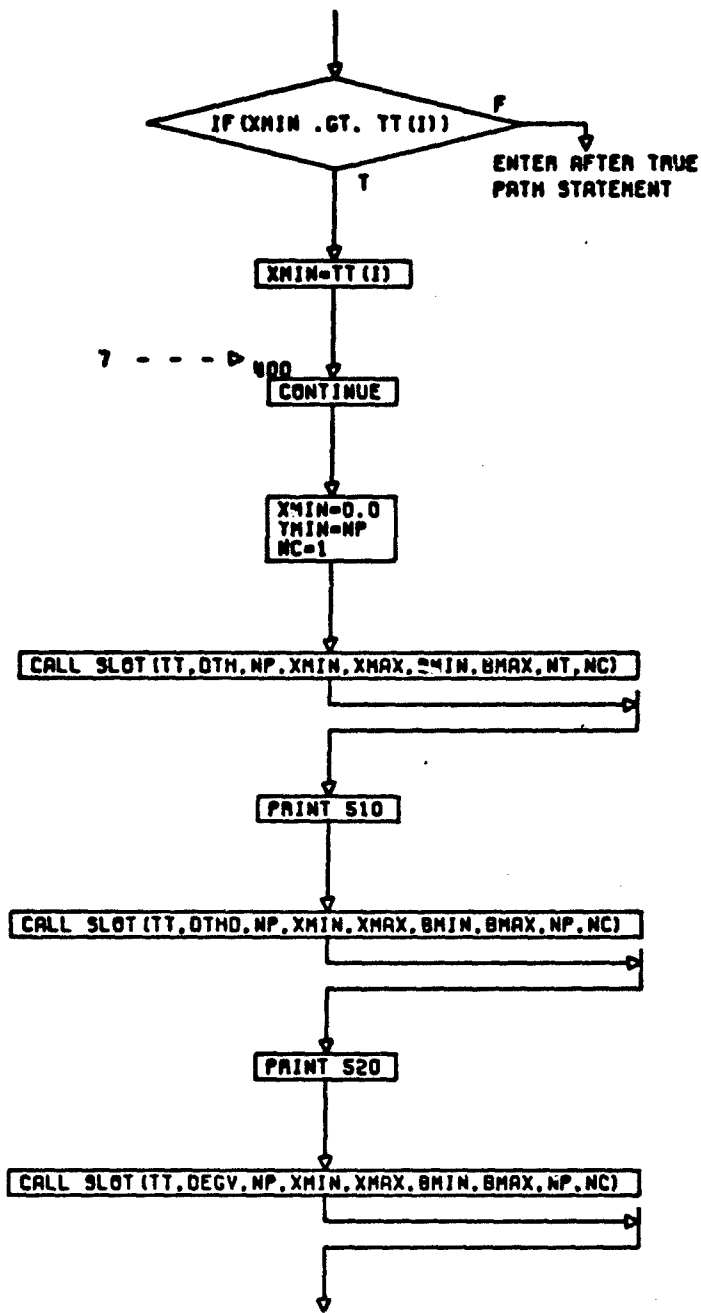 IF(XMIN .GT. TT(I))
F
ENTER AFTER TRUE
PATH STATEMENT
T
XMIN=TT(I)
7 - - -
400
CONTINUE
XMIN=0.0
TMIN=NP
NC=1
CALL SLOT(TT,DTH,NP,XMIN,XMAX,BMIN,BMAX,NT,NC)
PRINT 510
CALL SLOT(TT,DTHD,NP,XMIN,XMAX,BMIN,BMAX,NP,NC)
PRINT 520
CALL SLOT(TT,DEGV,NP,XMIN,XMAX,BMIN,BMAX,NP,NC)